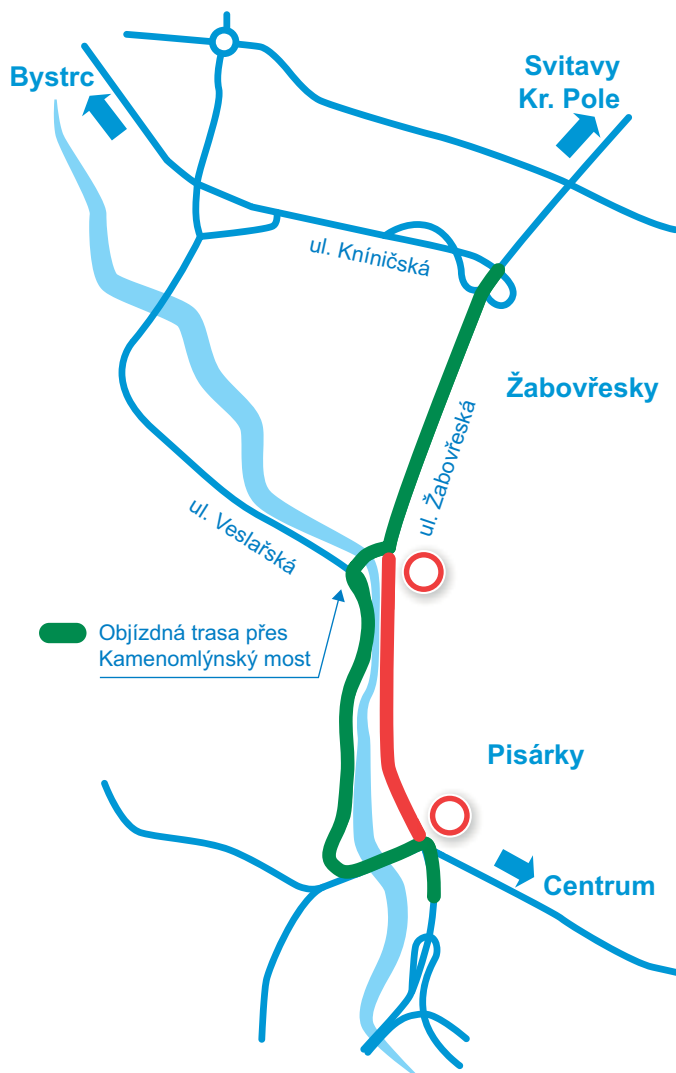 Bystrc
Svitavy
Kr. Pole
ul. Kníničská
Žabovřesky
ul. Žabovřeská
ul. Veslařská
Objízdná trasa přes
Kamenomlýnský most
Pisárky
Centrum